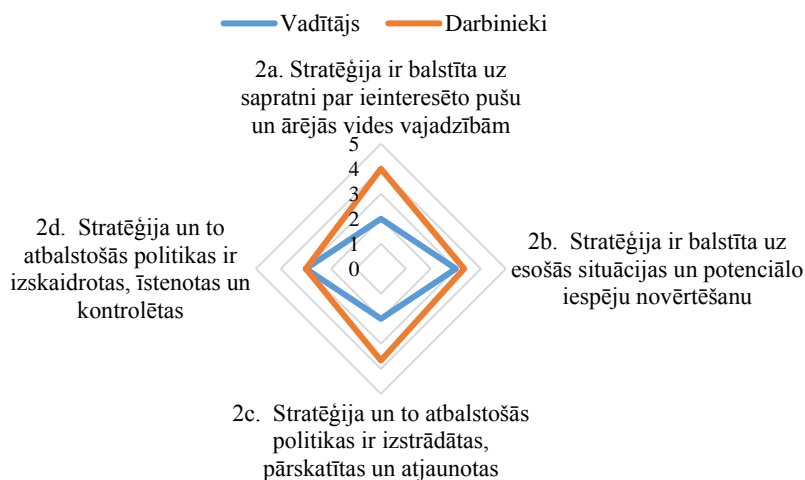 Vadītājs Darbinieki
2a. Stratēģija ir balstīta uz
sapratni par ieinteresēto pušu
un ārējās vides vajadzībām
5
4
3
2
1
0
2b. Stratēģija ir balstīta uz
esošās situācijas un potenciālo
iespēju novērtēšanu
2c. Stratēģija un to atbalstošās
politikas ir izstrādātas,
pārskatītas un atjaunotas
2d. Stratēģija un to
atbalstošās politikas ir
izskaidrotas, īstenotas un
kontrolētas